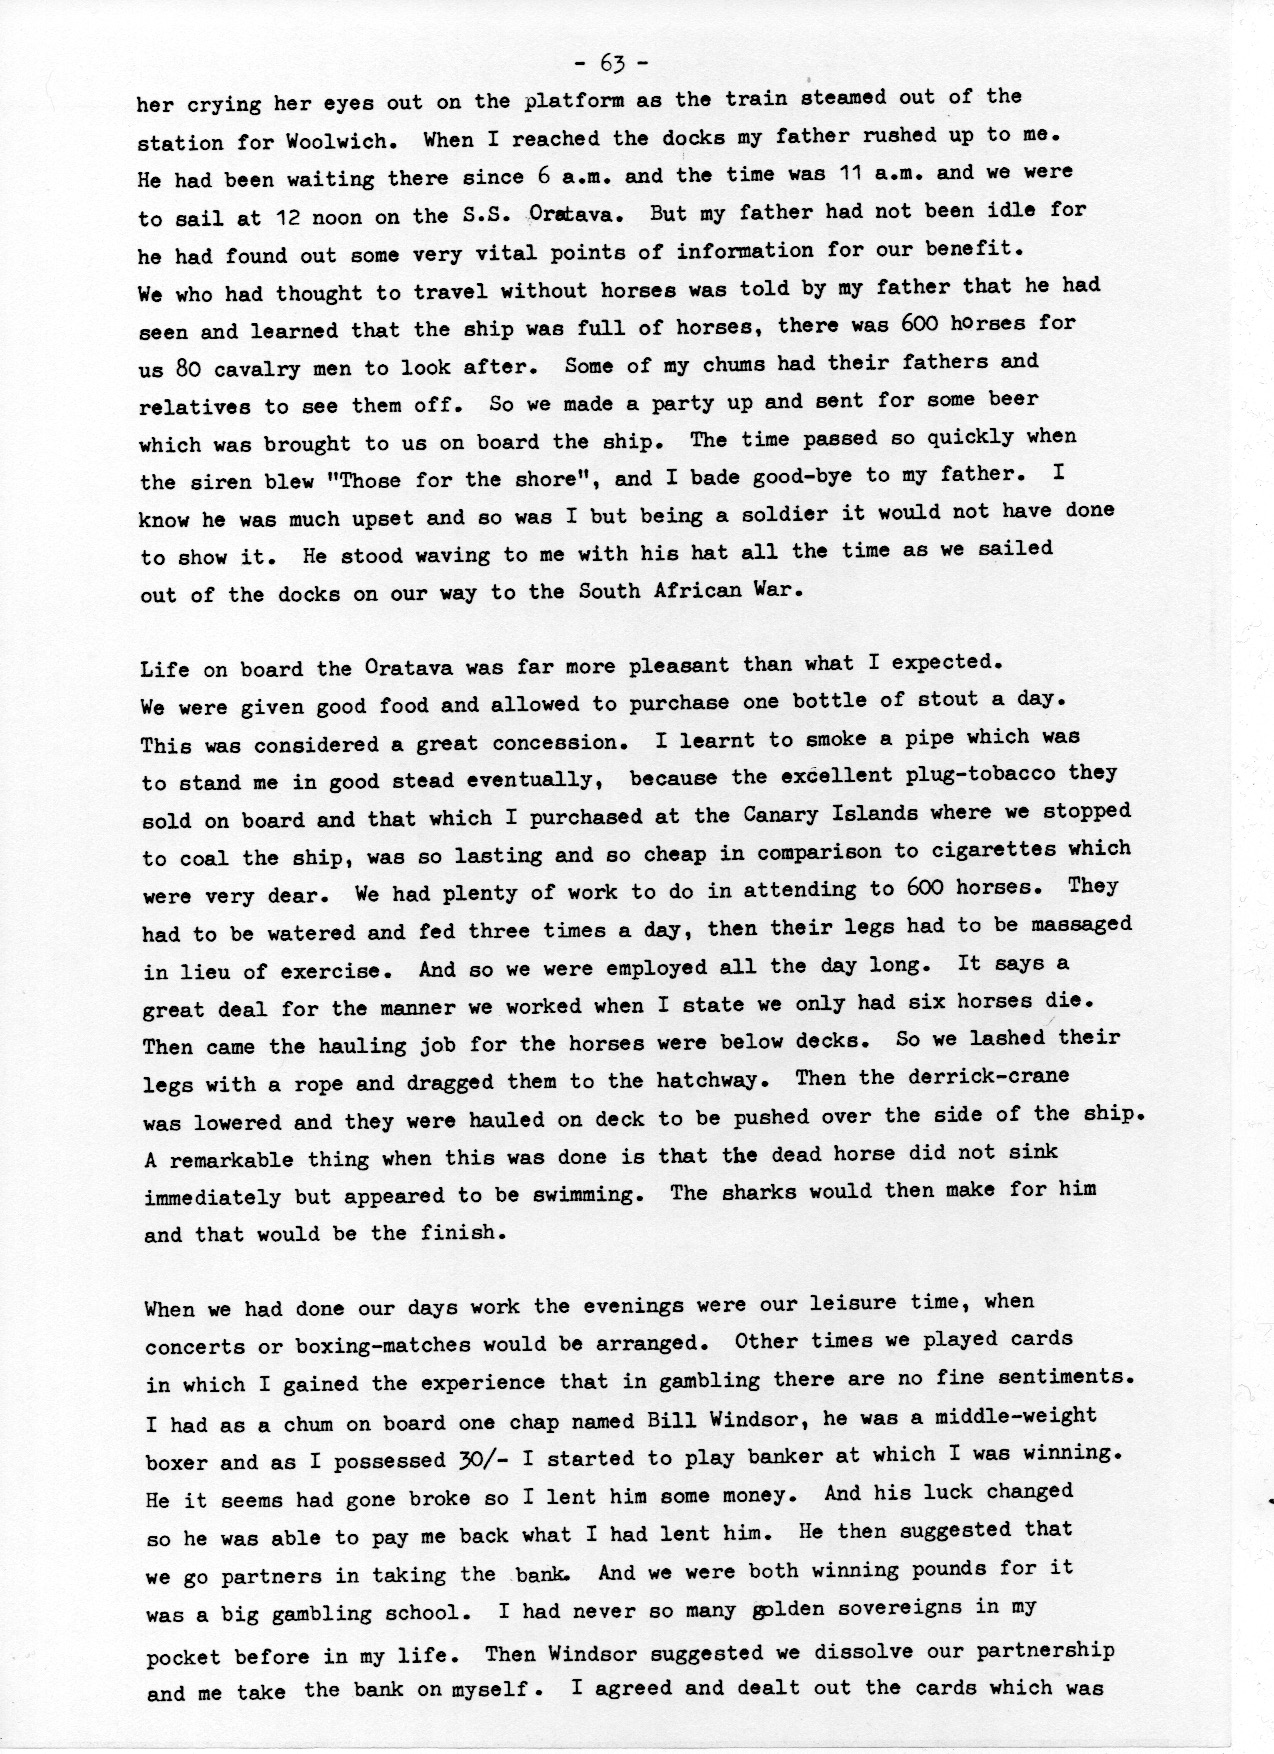 - 63 -
her crying her eyes out on the platform as the train steamed out of the
station for Woolwich. When I reached the docks my father rushed up to me.
He had been waiting there since 6 a.m. and the time was 11 a.m. and we were
to sail at 12 noon on the S.S. Oratava. But my father had not been idle for
he had found out some very vital points of information for our benefit.
We who had thought to travel without horses was told by my father that he had
seen and learned that the ship was full of horses, there was 600 horses for
us 80 cavalry men to look after. Some of my chums had their fathers and
relatives to see them off. So we made a party up and sent for some beer
which was brought to us on board the ship. The time passed so quickly when
the siren blew "Those for the shore", and I bade good-bye to my father. I
know he was much upset and so was I but being a soldier it would not have done
to show it. He stood waving to me with his hat all the time as we sailed
out of the docks on our way to the South African War.
Life on board the Oratava was far more pleasant than what I expected.
We were given good food and allowed to purchase one bottle of stout a day.
This was considered a great concession. I learnt to smoke a pipe which was
to stand me in good stead eventually, because the excellent plug-tobacco they
sold on board and that which I purchased at the Canary Islands where we stopped
to coal the ship, was so lasting and so cheap in comparison to cigarettes which
were very dear. We had plenty of work to do in attending to 600 horses. They
had to be watered and fed three times a day, then their legs had to be massaged
in lieu of exercise. And so we were employed all the day long. It says a
great deal for the manner we worked when I state we only had six horses die.
Then came the hauling job for the horses were below decks. So we lashed their
legs with a rope and dragged them to the hatchway. Then the derrick-crane
was lowered and they were hauled on deck to be pushed over the side of the ship.
A remarkable thing when this was done is that the dead horse did not sink
immediately but appeared to be swimming. The sharks would then make for him
and that would be the finish.
When we had done our days work the evenings were our leisure time, when
concerts or boxing-matches would be arranged. Other times we played cards
in which I gained the experience that in gambling there are no fine sentiments.
I had as a chum on board one chap named Bill Windsor, he was a middle-weight
boxer and as I possessed 30/- I started to play banker at which I was winning.
He it seems had gone broke so I lent him some money. And his luck changed
so he was able to pay me back what I had lent him. He then suggested that
we go partners in taking the bank. And we were both winning pounds for it
was a big gambling school. I had never so many golden sovereigns in my
pocket before in my life. Then Windsor suggested we dissolve our partnership
and me take the bank on myself. I agreed and dealt out the cards which was